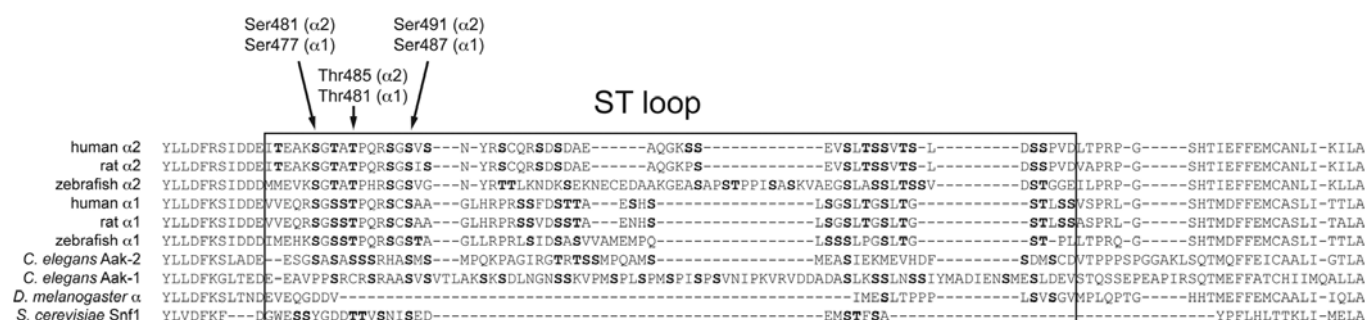 Ser481 (α2)
Ser477 (α1)
Ser491 (α2)
Ser487 (α1)
Thr485 (α2)
Thr481 (α1)
ST loop
human α2 YLLDFRSIDDEITEAKSGTATPQRSGSVS---N-YRSCQRSDSDAE------AQGKSS---------------EVSLTSSVTS-L----------DSSPVDLTPRP-G-----SHTIEFFEMCANLI-KILA
rat α2 YLLDFRSIDDEITEAKSGTATPQRSGSIS---N-YRSCQRSDSDAE------AQGKPS---------------EVSLTSSVTS-L----------DSSPVDVAPRP-G-----SHTIEFFEMCANLI-KILA
zebrafish α2 YLLDFRSIDDDMMEVKSGTATPHRSGSVG---N-YRTTLKNDKSEKNECEDAAKGEASAPSTPPISASKVAEGSLASSLTSSV----------DSTGGEILPRP-G-----SHTIEFFEMCANLI-KLLA
human α1 YLLDFKSIDDEVVEQRSGSSTPQRSCSAA---GLHRPRSSFDSTTA---ESHS----------------LSGSLTGSLTG-----------STLSSVSPRL-G-----SHTMDFFEMCASLI-TTLA
rat α1 YLLDFKSIDDEVVEQRSGSSTPQRSCSAA---GLHRPRSSVDSSTA---ENHS----------------LSGSLTGSLTG-----------STLSSASPRL-G-----SHTMDFFEMCASLI-TALA
zebrafish α1 YLLDFKSIDDDIMEHKSGSSTPQRSGSTA---GLLRPRLSIDSASVVAMEMPQ----------------LSSSLPGSLTG-----------ST-PLLTPRQ-G-----SHTMDFFEMCASLI-TTLL
C. elegans Aak-2 YLLDFKSLADE--ESGSASASSSRHASMS---MPQKPAGIRGTRTSSMPQAMS----------------MEASIEKMEVHDF---------SDMSCDVTPPPSPGGAKLSQTMQFFEICAALI-GTLA
C. elegans Aak-1 YLLDFKGLTEDE-EAVPPSRCRSRAASVSVTLAKSKSDLNGNSSKVPMSPLSPMSPISPSVNIPKVRVDDADASLKSSLNSSIYMADIENSMESLDEVSTQSSEPEAPIRSQTMEFFATCHIIMQALLA
D. melanogaster α YLLDFKSLTNDEVEQGDDV----------------------------------------------------IMESLTPPPP----------LSVSGVMPLQPTG------HHTMEFFEMCAALI-IQLA
S. cerevisiae Snf1 YLVDFKF---DGWESSYGDDTTVSNISED---------------------------------------EMSTFSA-----------------------------------YPFLHLTTKLI-MELA